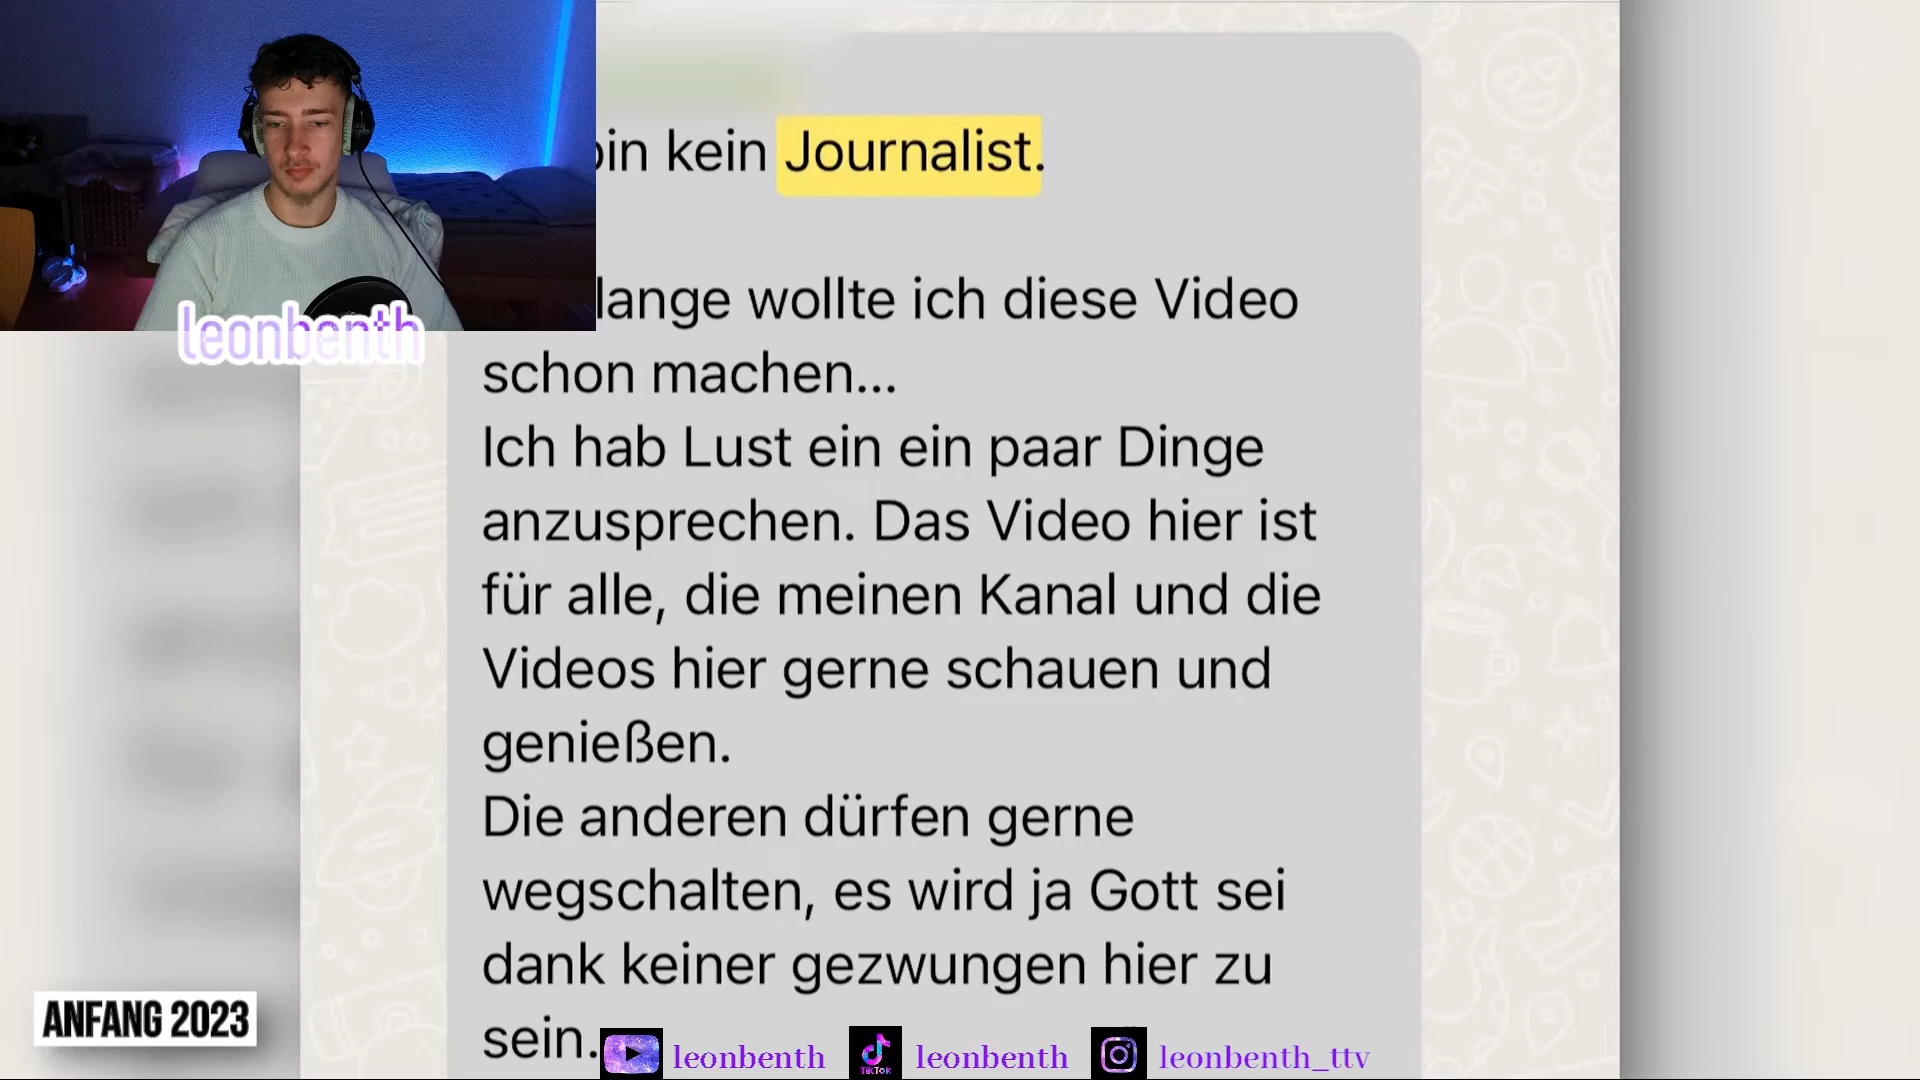 bin kein Journalist.
lange wollte ich diese Video
schon machen...
Ich hab Lust ein ein paar Dinge
anzusprechen. Das Video hier ist
für alle, die meinen Kanal und die
Videos hier gerne schauen und
genießen.
Die anderen dürfen gerne
wegschalten, es wird ja Gott sei
dank keiner gezwungen hier zu
sein.
leonbenth
ANFANG 2023
leonbenth
TikTok
leonbenth
leonbenth_ttv